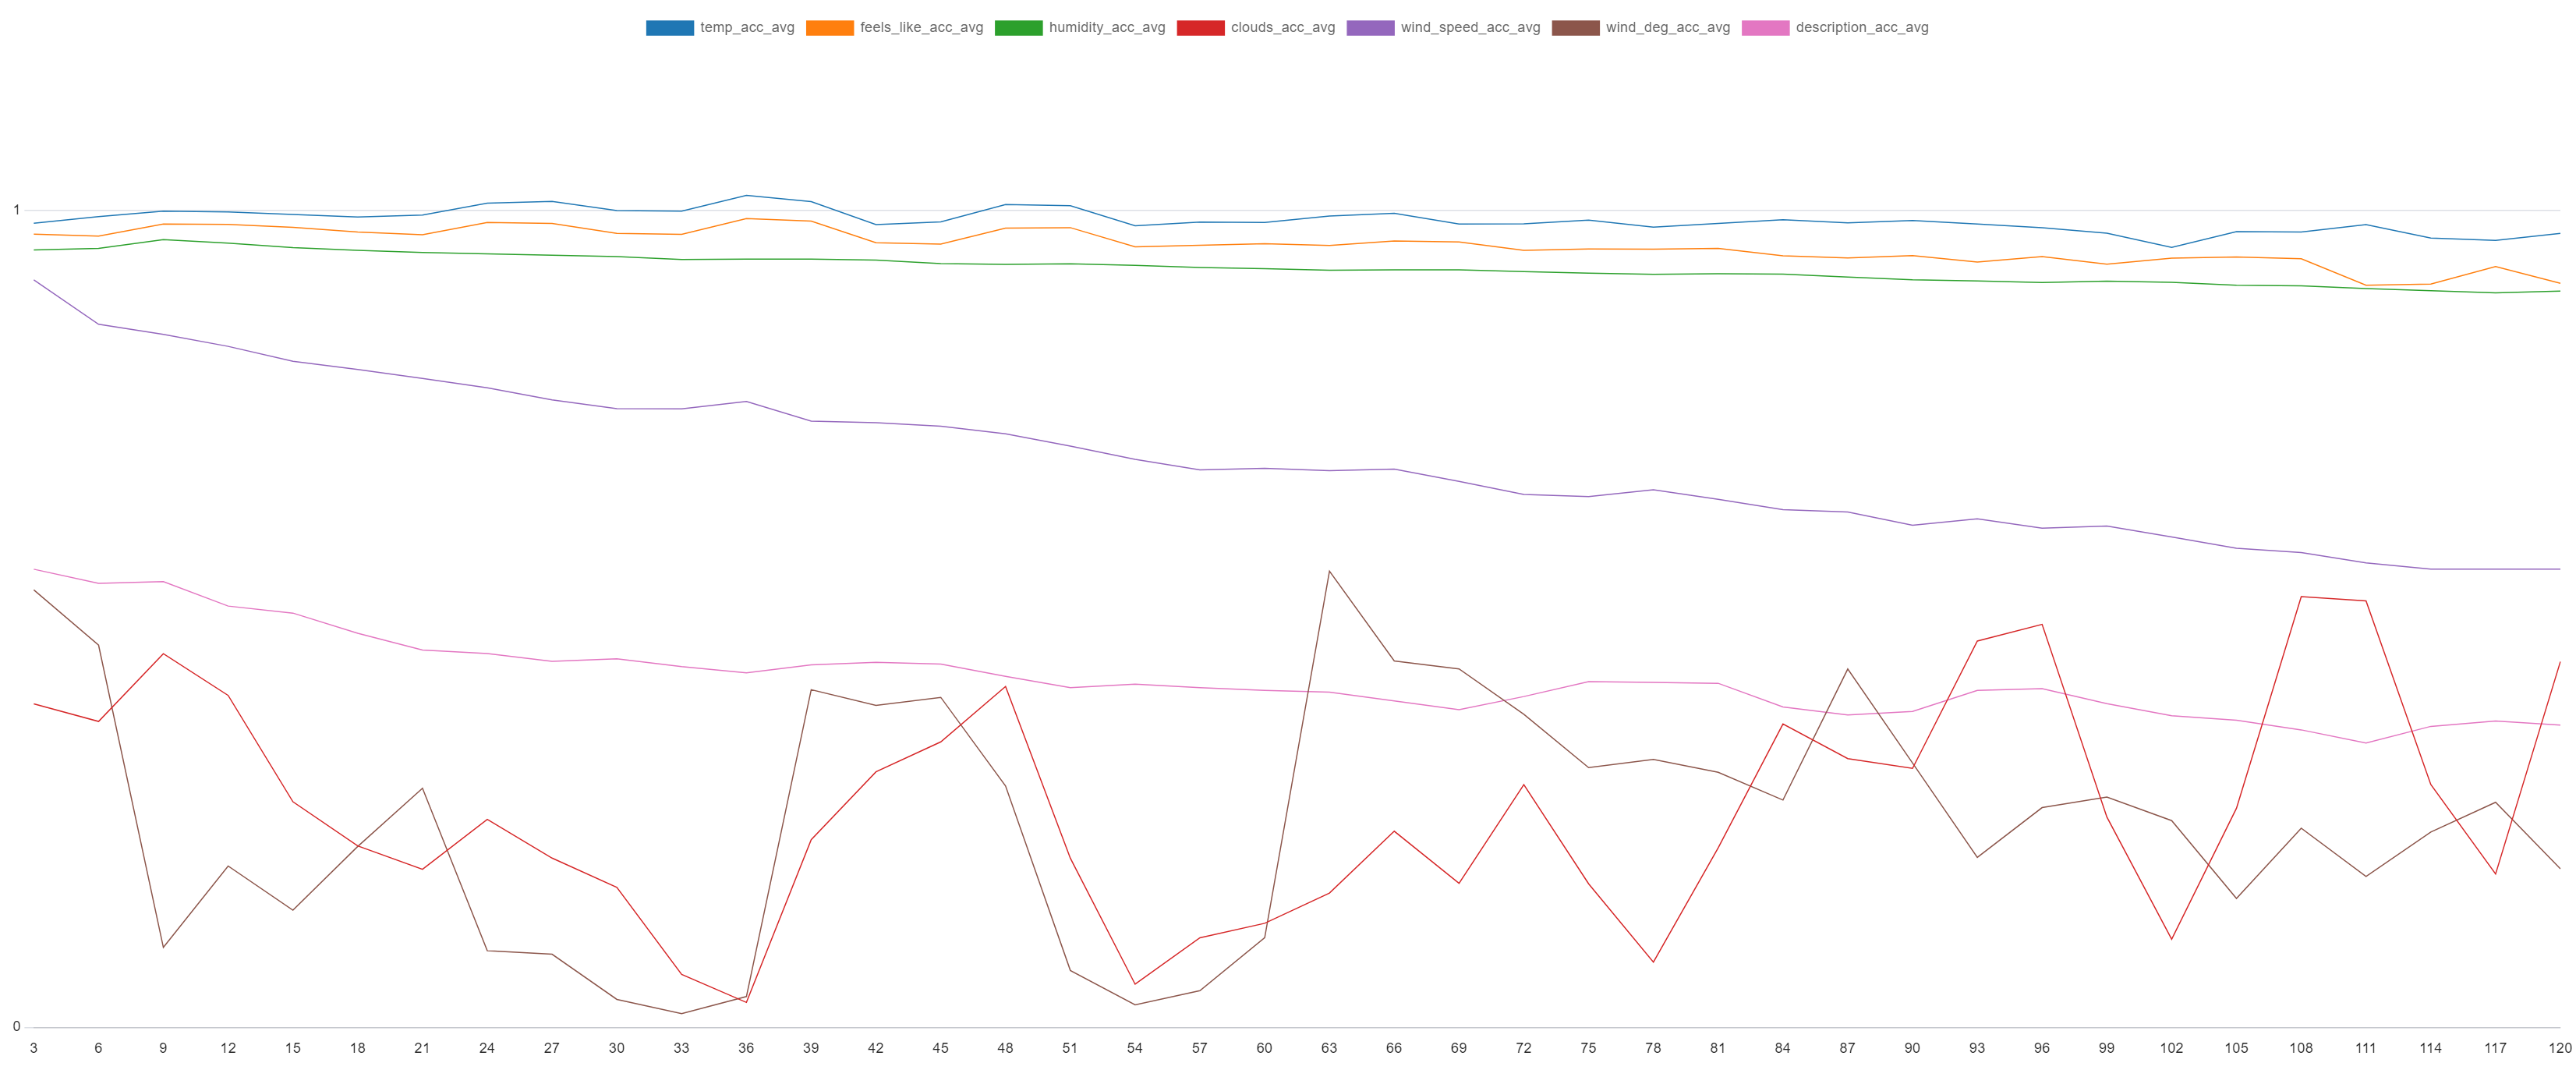 temp_acc_avg feels_like_acc_avg humidity_acc_avg clouds_acc_avg wind_speed_acc_avg wind_deg_acc_avg description_acc_avg
1
0
3 6 9 12 15 18 21 24 27 30 33 36 39 42 45 48 51 54 57 60 63 66 69 72 75 78 81 84 87 90 93 96 99 102 105 108 111 114 117 120